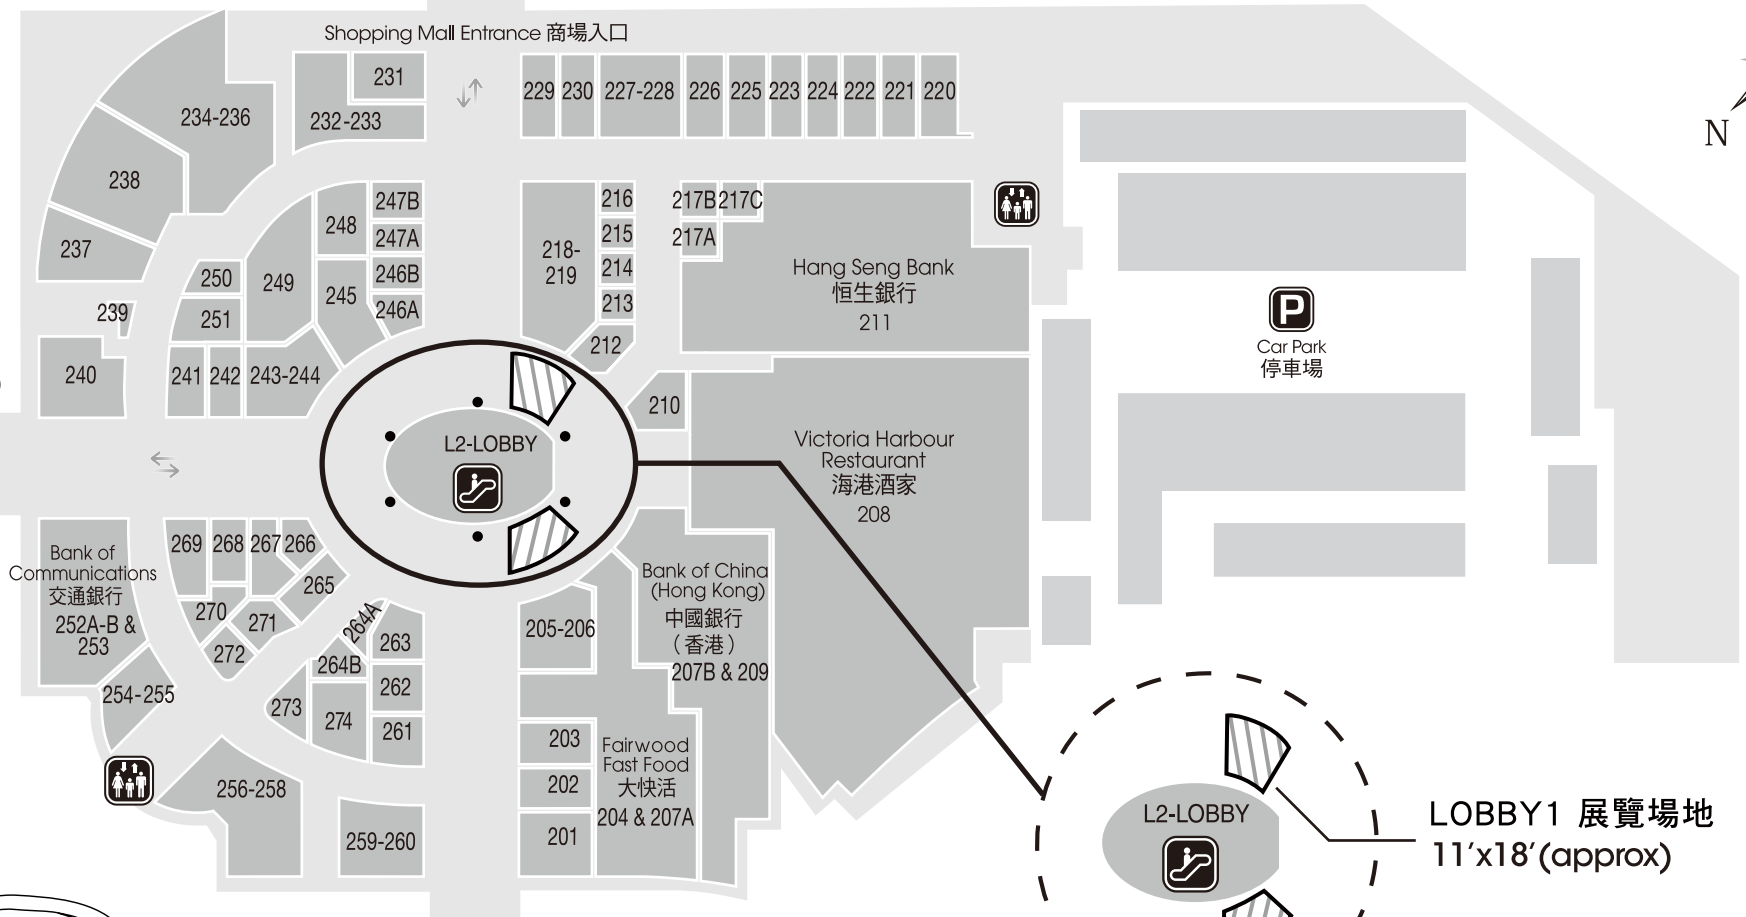 Shopping Mall Entrance 商場入口
231
232-233
234-236
238
237
229
230
227-228
226
225
223
224
222
221
220
N
247B
247A
246B
246A
248
245
249
250
251
239
240
241
242
243-244
218-
219
216
215
214
213
212
217B
217C
217A
Hang Seng Bank
恒生銀行
211
P
Car Park
停車場
210
L2-LOBBY
Victoria Harbour
Restaurant
海港酒家
208
Bank of
Communications
交通銀行
252A-B &
253
254-255
269
268
267
266
265
270
271
272
264A
264B
263
262
261
273
274
256-258
259-260
205-206
203
202
201
Bank of China
(Hong Kong)
中國銀行
（香港）
207B & 209
Fairwood
Fast Food
大快活
204 & 207A
L2-LOBBY
LOBBY1 展覽場地
11'x18'(approx)